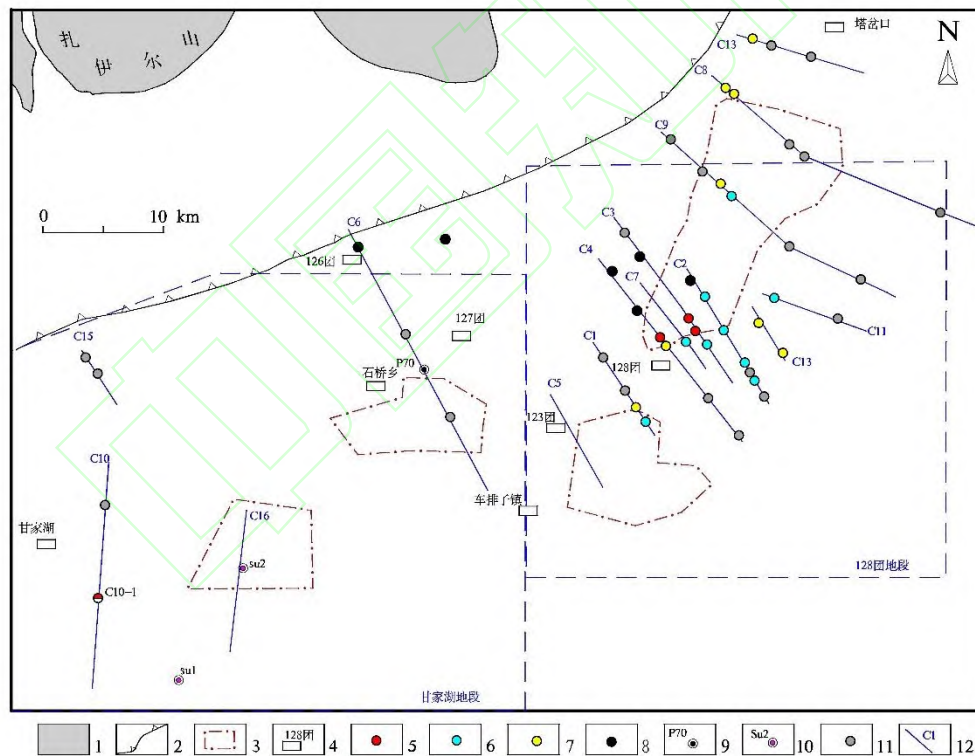 扎 伊 尔 山
塔岔口
N
C13
C8
C9
0 10 km
C6
126团
C3
C4
C7
C2
127团
C15
C11
C1
石桥乡
P70
128团
C13
C5
123团
C10
车排子镇
C16
甘家湖
su2
128团地段
C10-1
su1
甘家湖地段
1 2 3 128团 4 5 6 7 8 P70 9 Su2 10 11 C1 12